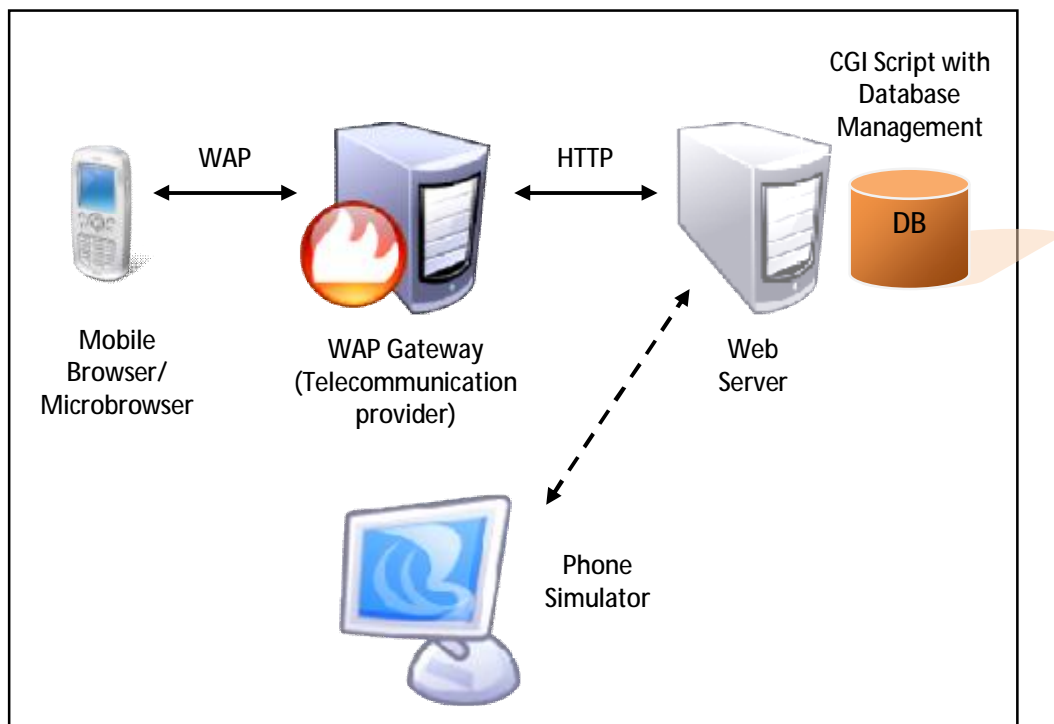 CGI Script with
Database
Management
WAP
HTTP
DB
Mobile
Browser/
Microbrowser
WAP Gateway
(Telecommunication
provider)
Web
Server
Phone
Simulator